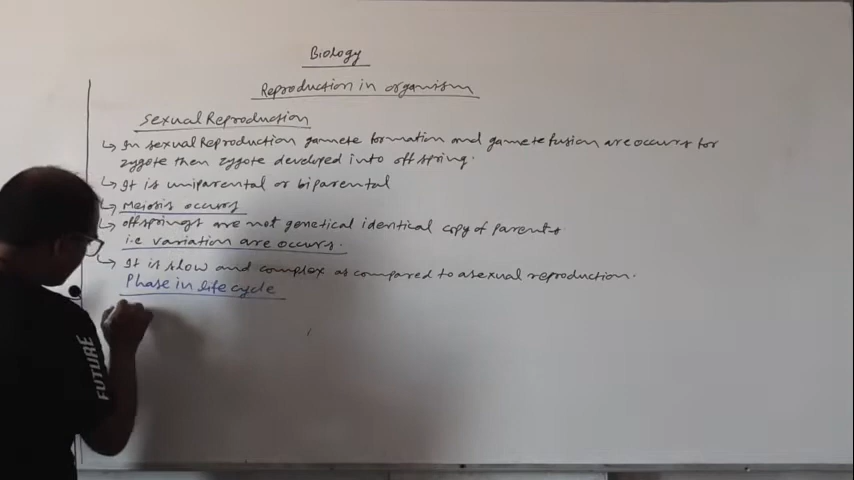 Biology
Reproduction in organism
Sexual Reproduction
↳ In sexual Reproduction gamete formation and gamete fusion are occurs for
zygote then zygote developed into offspring.
↳ It is uniparental or biparental
↳ Meiosis occurs
↳ offsprings are not genetical identical copy of parent
i.e variation are occurs.
↳ It is slow and complex as compared to asexual reproduction.
Phase in life cycle
FUTURE